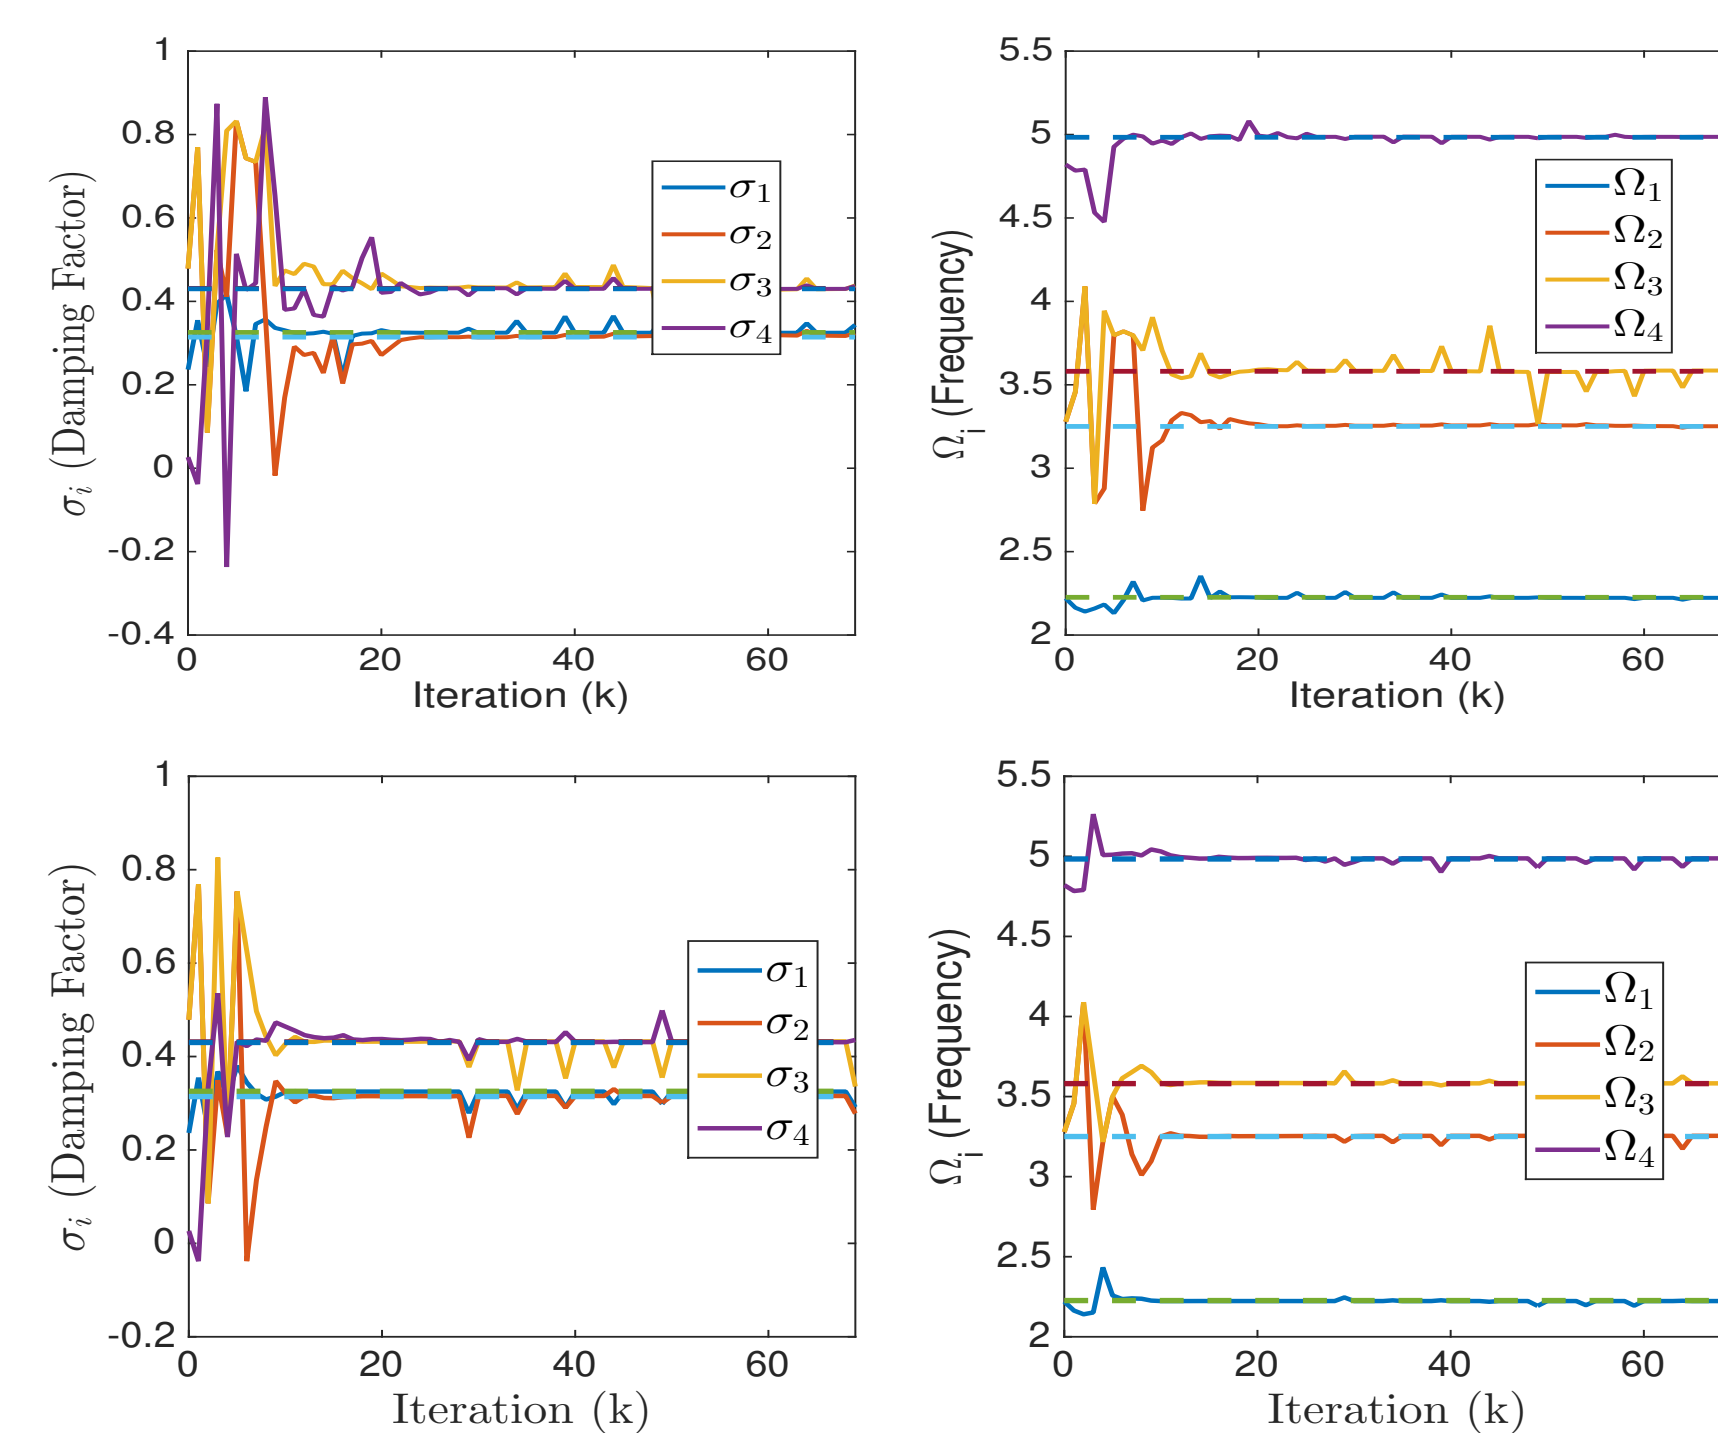 1
0.8
0.6
0.4
0.2
0
-0.2
-0.4
0
20
40
60
σi (Damping Factor)
Iteration (k)
σ1
σ2
σ3
σ4
5.5
5
4.5
4
3.5
3
2.5
2
0
20
40
60
Ωi (Frequency)
Iteration (k)
Ω1
Ω2
Ω3
Ω4
1
0.8
0.6
0.4
0.2
0
-0.2
0
20
40
60
σi (Damping Factor)
Iteration (k)
σ1
σ2
σ3
σ4
5.5
5
4.5
4
3.5
3
2.5
2
0
20
40
60
Ωi (Frequency)
Iteration (k)
Ω1
Ω2
Ω3
Ω4